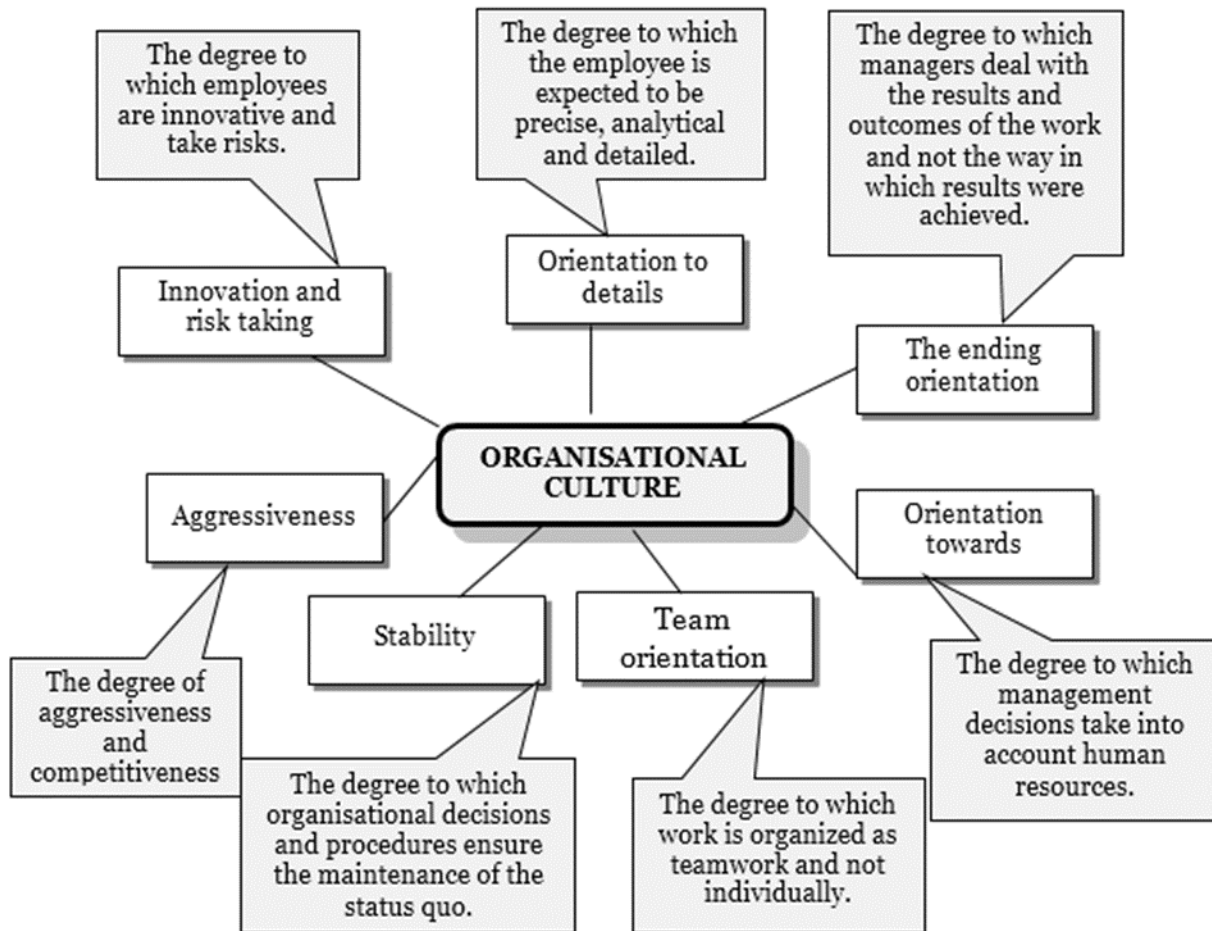 The degree to
which employees
are innovative and
take risks.
The degree to which
the employee is
expected to be
precise, analytical
and detailed.
The degree to which
managers deal with
the results and
outcomes of the work
and not the way in
which results were
achieved.
Innovation and
risk taking
Orientation to
details
The ending
orientation
ORGANISATIONAL
CULTURE
Aggressiveness
Orientation
towards
Stability
Team
orientation
The degree of
aggressiveness
and
competitiveness
The degree to which
organisational decisions
and procedures ensure
the maintenance of the
status quo.
The degree to which
work is organized as
teamwork and not
individually.
The degree to which
management
decisions take into
account human
resources.